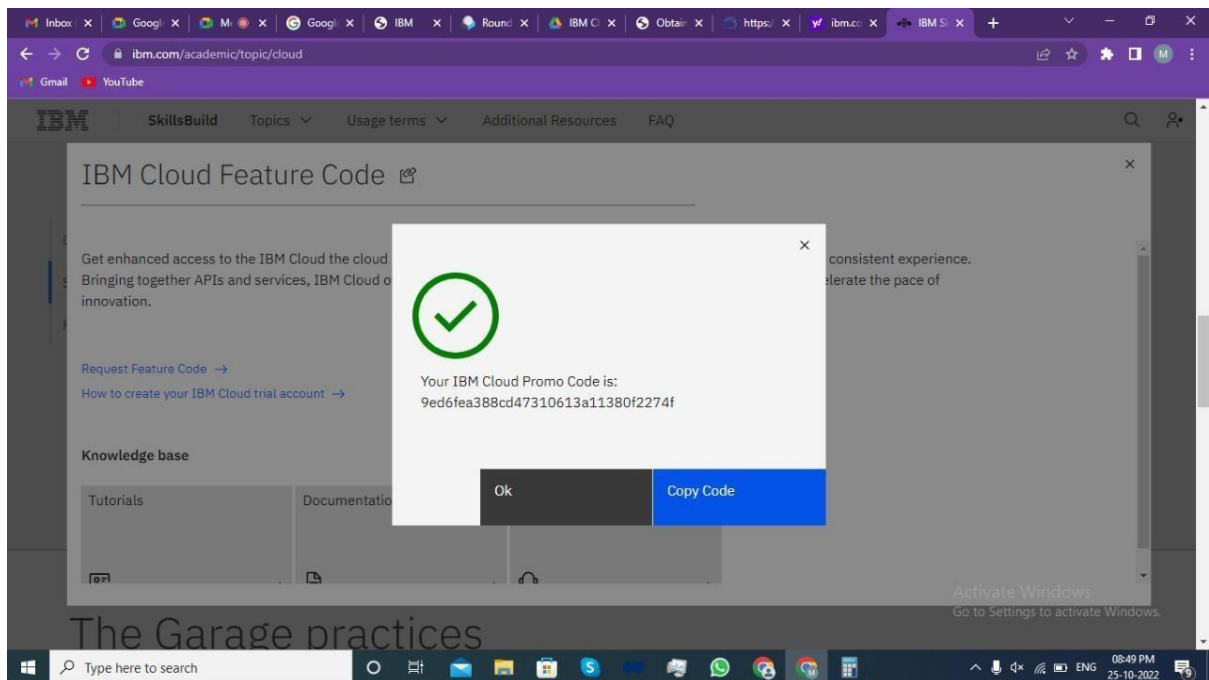 Inbox
Googl
M
Googl
IBM
Round
IBM Cl
Obtain
https:/
ibm.co
IBM Sk
ibm.com/academic/topic/cloud
M
Gmail
YouTube
IBM
SkillsBuild
Topics
Usage terms
Additional Resources
FAQ
IBM Cloud Feature Code
Get enhanced access to the IBM Cloud the cloud consistent experience.
Bringing together APIs and services, IBM Cloud o elerate the pace of
innovation.
Request Feature Code →
How to create your IBM Cloud trial account →
Your IBM Cloud Promo Code is:
9ed6fea388cd47310613a11380f2274f
Ok
Copy Code
Knowledge base
Tutorials
Documentatio
Activate Windows
Go to Settings to activate Windows.
The Garage practices
Type here to search
ENG
08:49 PM
25-10-2022